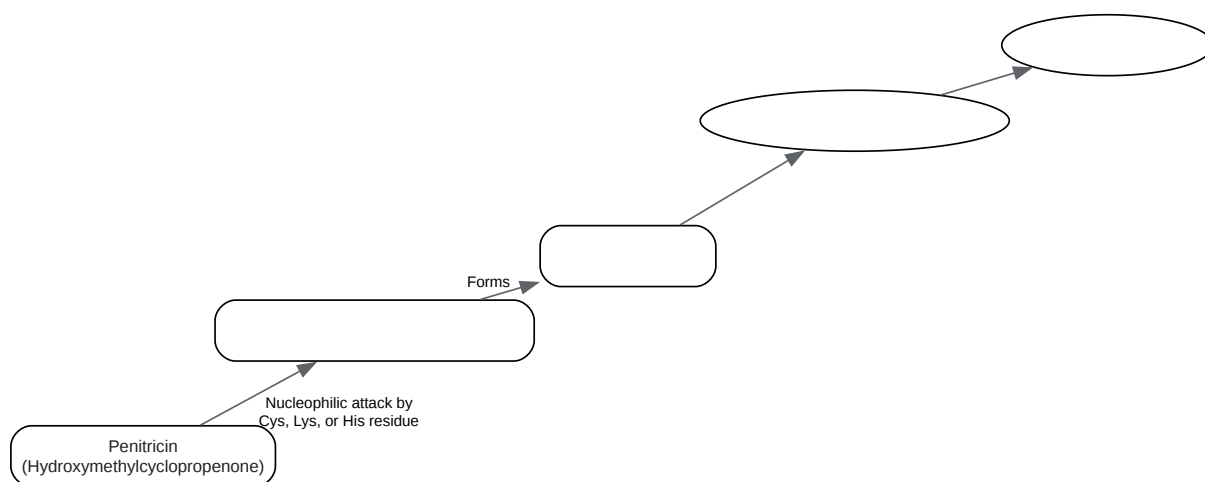 Forms
Nucleophilic attack by
Cys, Lys, or His residue
Penitricin
(Hydroxymethylcyclopropenone)